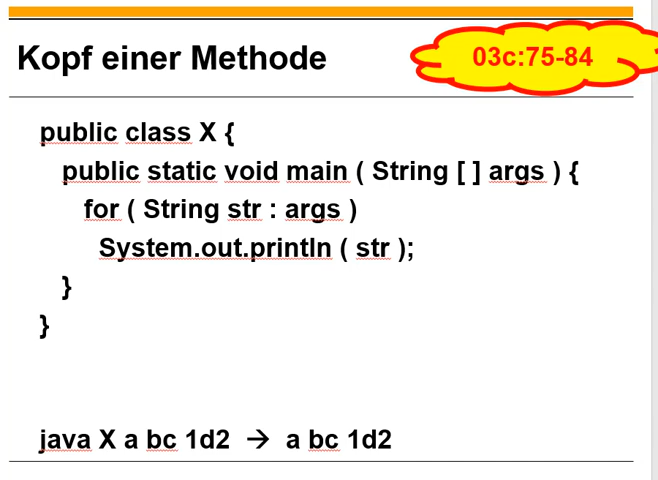 Kopf einer Methode
03c:75-84
public class X {
public static void main ( String [ ] args ) {
for ( String str : args )
System.out.println ( str );
}
}
java X a bc 1d2 → a bc 1d2